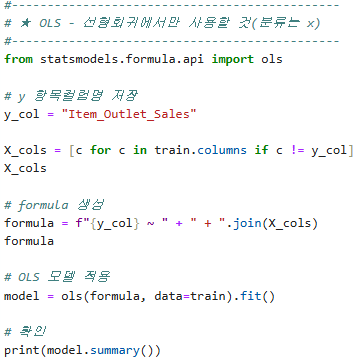 #-----------------------------------------
# ★ OLS - 선형회귀에서만 사용할 것(분류는 x)
#-----------------------------------------
from statsmodels.formula.api import ols
# y 항목컬럼명 저장
y_col = "Item_Outlet_Sales"
X_cols = [c for c in train.columns if c != y_col]
X_cols
# formula 생성
formula = f"{y_col} ~ " + " + ".join(X_cols)
formula
# OLS 모델 적용
model = ols(formula, data=train).fit()
# 확인
print(model.summary())